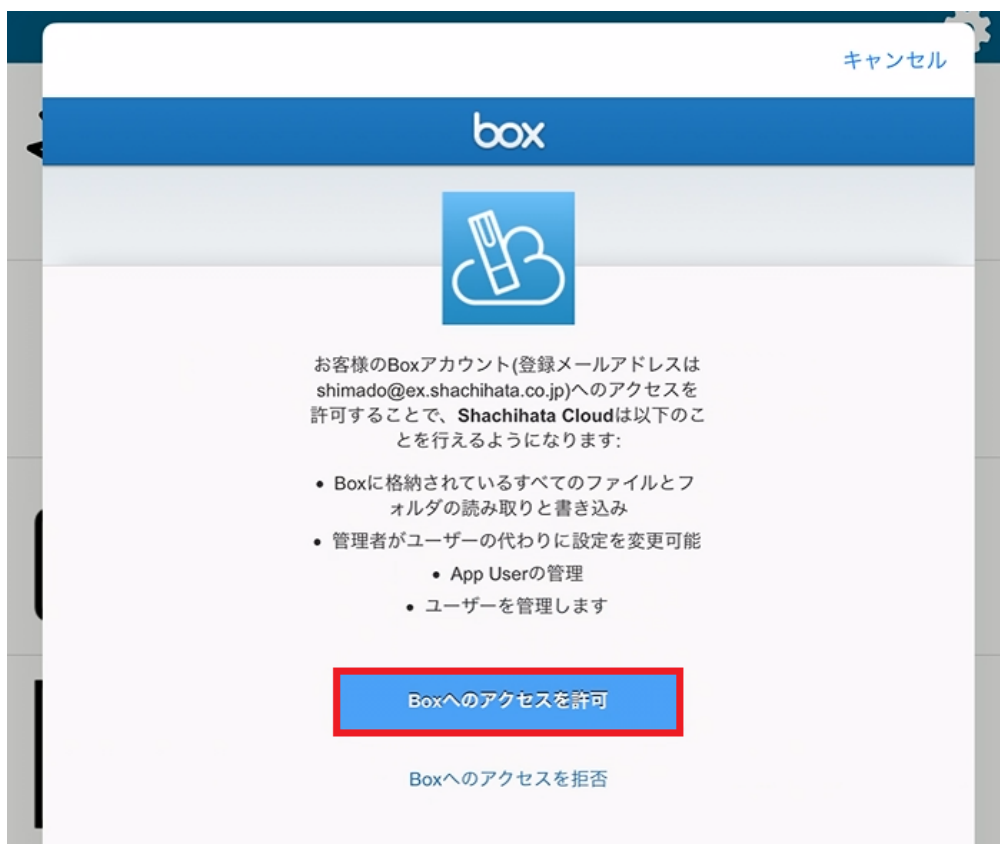 キャンセル
box
お客様のBoxアカウント(登録メールアドレスは
shimado@ex.shachihata.co.jp)へのアクセスを
許可することで、Shachihata Cloudは以下のこ
とを行えるようになります:
• Boxに格納されているすべてのファイルとフ
ォルダの読み取りと書き込み
• 管理者がユーザーの代わりに設定を変更可能
• App Userの管理
• ユーザーを管理します
Boxへのアクセスを許可
Boxへのアクセスを拒否